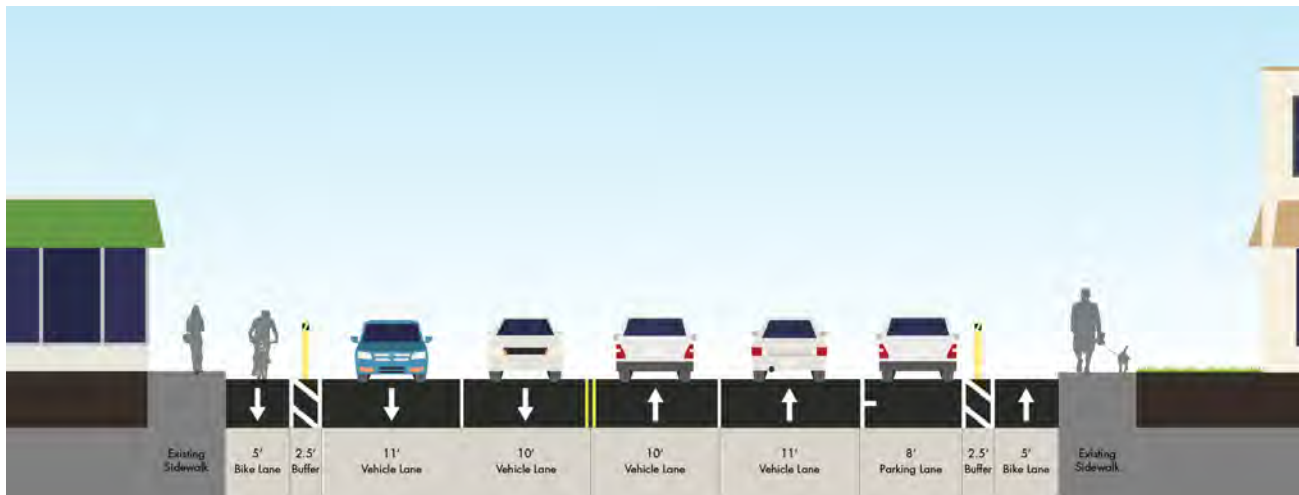 Existing
Sidewalk
5'
Bike Lane
2.5'
Buffer
11'
Vehicle Lane
10'
Vehicle Lane
10'
Vehicle Lane
11'
Vehicle Lane
8'
Parking Lane
2.5'
Buffer
5'
Bike Lane
Existing
Sidewalk